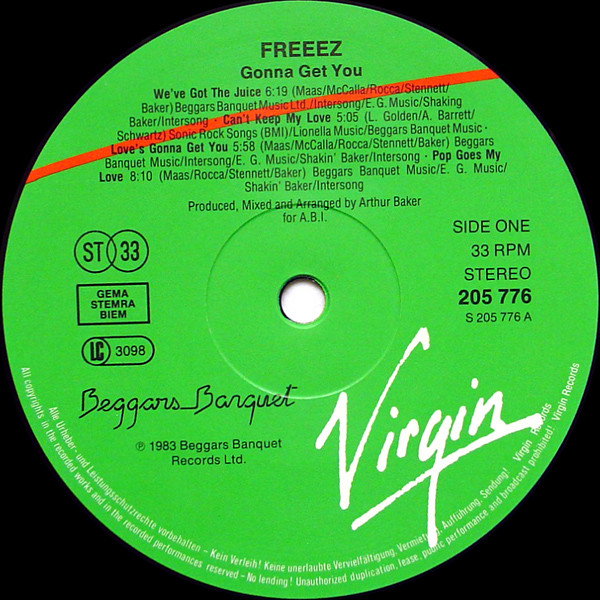 FREEEZ
Gonna Get You
We've Got The Juice 6:19 (Maas/McCalla/Rocca/Stennett/
Baker) Beggars Banquet Music Ltd./Intersong/E. G. Music/Shaking
Baker/Intersong · Can't Keep My Love 5:05 (L. Golden/A. Barrett/
Schwartz) Sonic Rock Songs (BMI)/Lionella Music/Beggars Banquet Music ·
Love's Gonna Get You 5:58 (Maas/McCalla/Rocca/Stennett/Baker) Beggars
Banquet Music/Intersong/E. G. Music/Shakin' Baker/Intersong · Pop Goes My
Love 8:10 (Maas/Rocca/Stennett/Baker) Beggars Banquet Music/E. G. Music/
Shakin' Baker/Intersong
Produced, Mixed and Arranged by Arthur Baker
for A.B.I.
SIDE ONE
33 RPM
STEREO
205 776
S 205 776 A
ST 33
GEMA
STEMRA
BIEM
LC 3098
Beggars Banquet
℗ 1983 Beggars Banquet
Records Ltd.
Virgin
Alle Urheber- und Leistungsschutzrechte vorbehalten – Kein Verleih! Keine unerlaubte Vervielfältigung, Vermietung, Aufführung, Sendung! Virgin Records
All copyrights in the recorded works and in the recorded performances reserved – No lending! Unauthorized duplication, lease, public performance and broadcast prohibited! Virgin Records